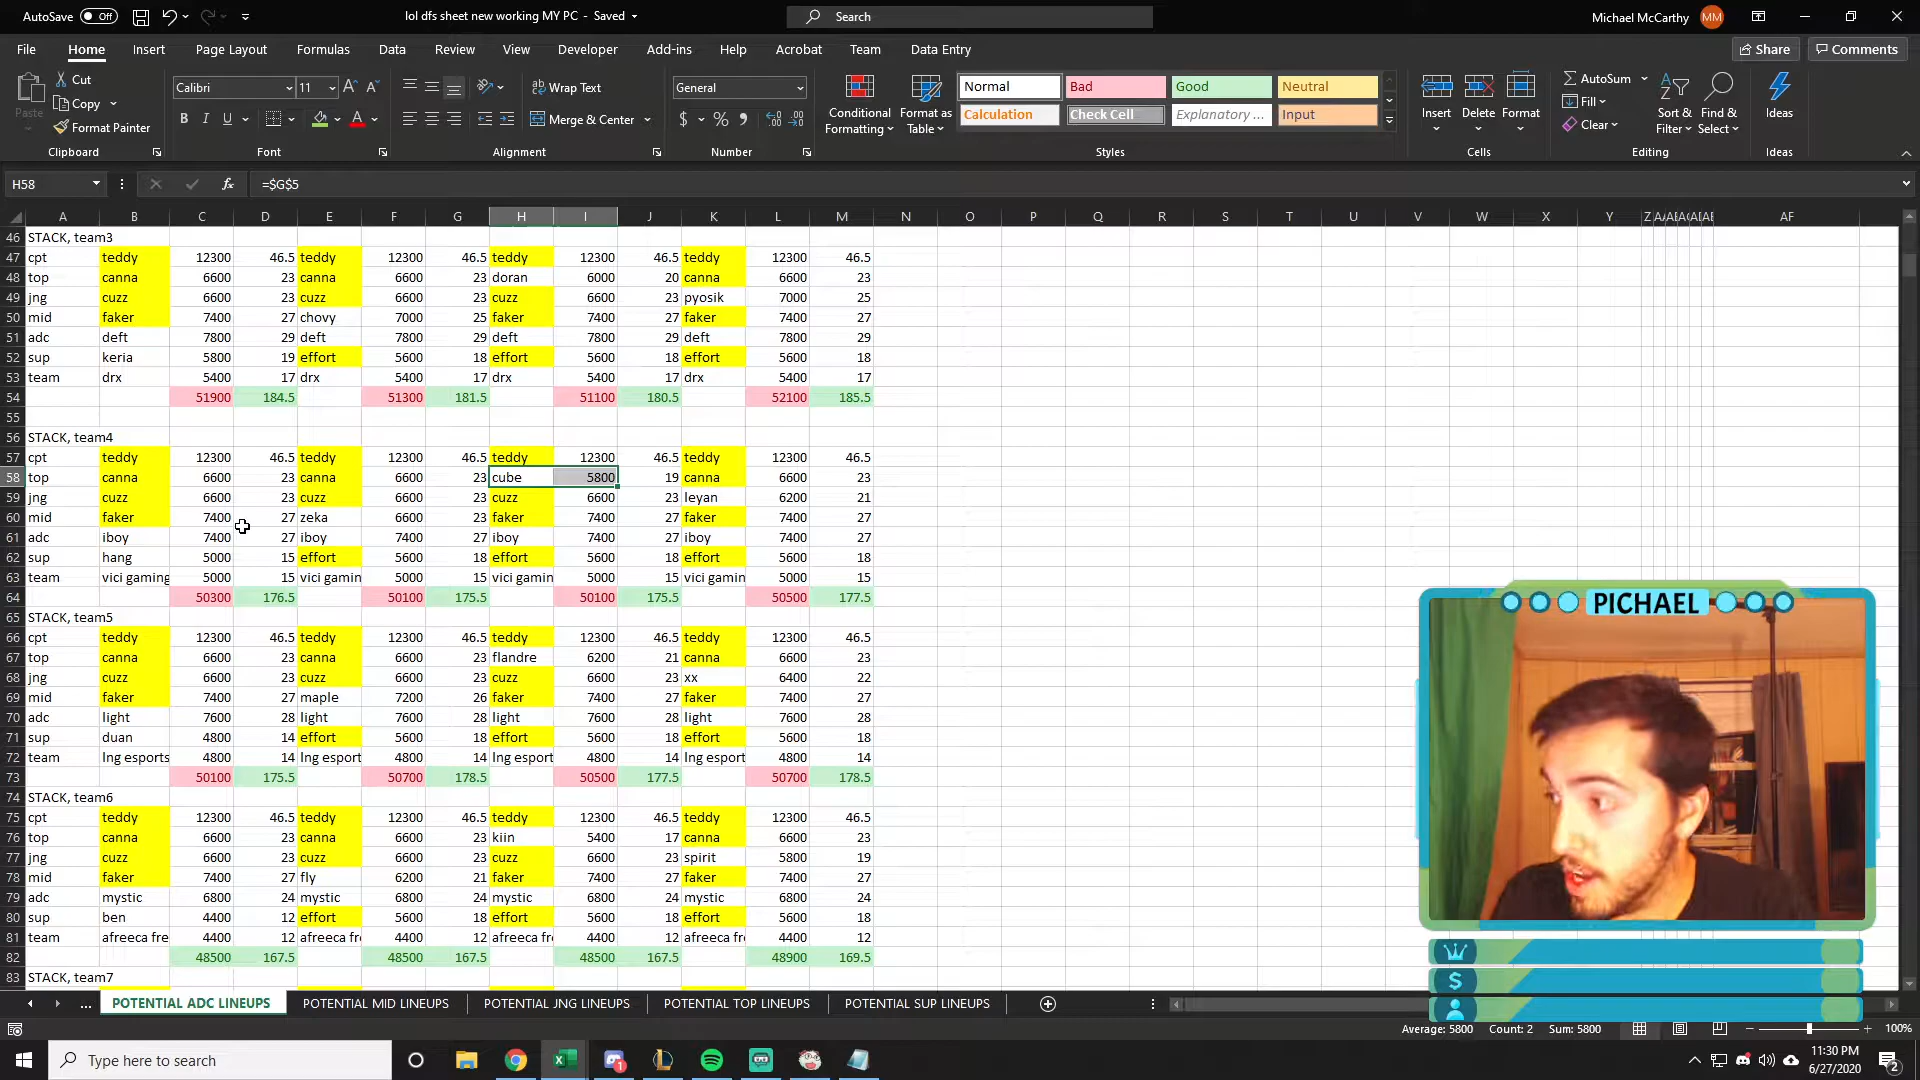 AutoSave Off lol dfs sheet new working MY PC - Saved Search Michael McCarthy MM
File Home Insert Draw Page Layout Formulas Data Review View Developer Add-ins Help Acrobat Team Data Entry Share Comments
Paste Cut Copy Format Painter Clipboard
Calibri 11 B I U Font
Wrap Text Merge & Center Alignment
General $ % Number
Conditional Formatting Format as Table
Normal Bad Good Neutral
Calculation Check Cell Explanatory ... Input
Styles
Insert Delete Format Cells
AutoSum Fill Clear Sort & Filter Find & Select Editing
Ideas Ideas
H58 fx =$G$5
A B C D E F G H I J K L M N O P Q R S T U V W X Y Z AF
46 STACK, team3
47 cpt teddy 12300 46.5 teddy 12300 46.5 teddy 12300 46.5 teddy 12300 46.5
48 top canna 6600 23 canna 6600 23 doran 6000 20 canna 6600 23
49 jng cuzz 6600 23 cuzz 6600 23 cuzz 6600 23 pyosik 7000 25
50 mid faker 7400 27 chovy 7000 25 faker 7400 27 faker 7400 27
51 adc deft 7800 29 deft 7800 29 deft 7800 29 deft 7800 29
52 sup keria 5800 19 effort 5600 18 effort 5600 18 effort 5600 18
53 team drx 5400 17 drx 5400 17 drx 5400 17 drx 5400 17
54 51900 184.5 51300 181.5 51100 180.5 52100 185.5
55
56 STACK, team4
57 cpt teddy 12300 46.5 teddy 12300 46.5 teddy 12300 46.5 teddy 12300 46.5
58 top canna 6600 23 canna 6600 23 cube 5800 19 canna 6600 23
59 jng cuzz 6600 23 cuzz 6600 23 cuzz 6600 23 leyan 6200 21
60 mid faker 7400 27 zeka 6600 23 faker 7400 27 faker 7400 27
61 adc iboy 7400 27 iboy 7400 27 iboy 7400 27 iboy 7400 27
62 sup hang 5000 15 effort 5600 18 effort 5600 18 effort 5600 18
63 team vici gaming 5000 15 vici gamin 5000 15 vici gamin 5000 15 vici gamin 5000 15
64 50300 176.5 50100 175.5 50100 175.5 50500 177.5
65 STACK, team5
66 cpt teddy 12300 46.5 teddy 12300 46.5 teddy 12300 46.5 teddy 12300 46.5
67 top canna 6600 23 canna 6600 23 flandre 6200 21 canna 6600 23
68 jng cuzz 6600 23 cuzz 6600 23 cuzz 6600 23 xx 6400 22
69 mid faker 7400 27 maple 7200 26 faker 7400 27 faker 7400 27
70 adc light 7600 28 light 7600 28 light 7600 28 light 7600 28
71 sup duan 4800 14 effort 5600 18 effort 5600 18 effort 5600 18
72 team lng esports 4800 14 lng esport 4800 14 lng esport 4800 14 lng esport 4800 14
73 50100 175.5 50700 178.5 50500 177.5 50700 178.5
74 STACK, team6
75 cpt teddy 12300 46.5 teddy 12300 46.5 teddy 12300 46.5 teddy 12300 46.5
76 top canna 6600 23 canna 6600 23 kiin 5400 17 canna 6600 23
77 jng cuzz 6600 23 cuzz 6600 23 cuzz 6600 23 spirit 5800 19
78 mid faker 7400 27 fly 6200 21 faker 7400 27 faker 7400 27
79 adc mystic 6800 24 mystic 6800 24 mystic 6800 24 mystic 6800 24
80 sup ben 4400 12 effort 5600 18 effort 5600 18 effort 5600 18
81 team afreeca fre 4400 12 afreeca fr 4400 12 afreeca fr 4400 12 afreeca fr 4400 12
82 48500 167.5 48500 167.5 48500 167.5 48900 169.5
83 STACK, team7
PICHAEL
... POTENTIAL ADC LINEUPS POTENTIAL MID LINEUPS POTENTIAL JNG LINEUPS POTENTIAL TOP LINEUPS POTENTIAL SUP LINEUPS
Average: 5800 Count: 2 Sum: 5800 100%
Type here to search 11:30 PM
6/27/2020 2